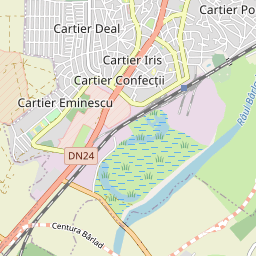 Cartier Deal
Cartier Po
Cartier Iris
Cartier Confecții
Cartier Eminescu
Râul Bârlad
DN24
Centura Bârlad